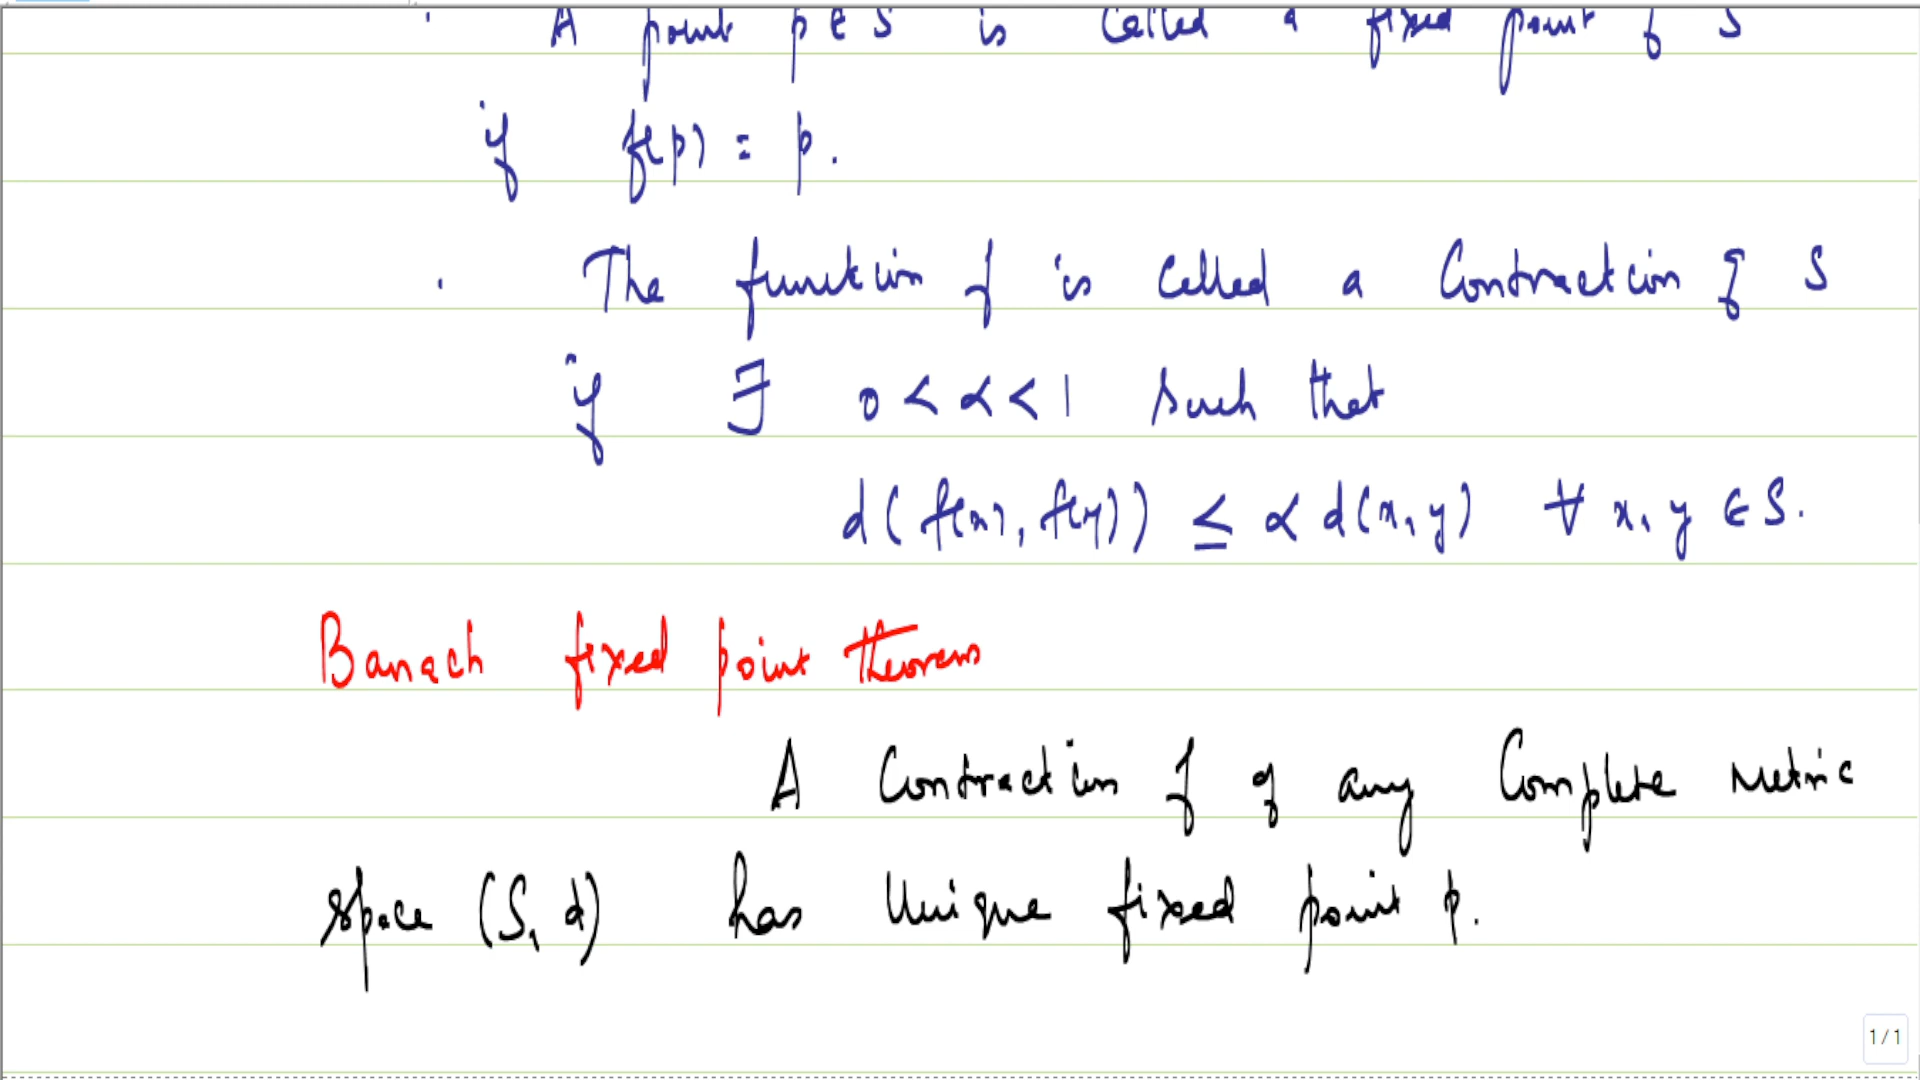 . A point p ∈ S is called a fixed point of S
if f(p) = p.
. The function f is called a Contraction of S
if ∃ 0 < α < 1 such that
d( f(x), f(y)) ≤ α d(x, y) ∀ x, y ∈ S.
Banach fixed point theorem
A Contraction f of any Complete metric
space (S, d) has Unique fixed point p.
1 / 1